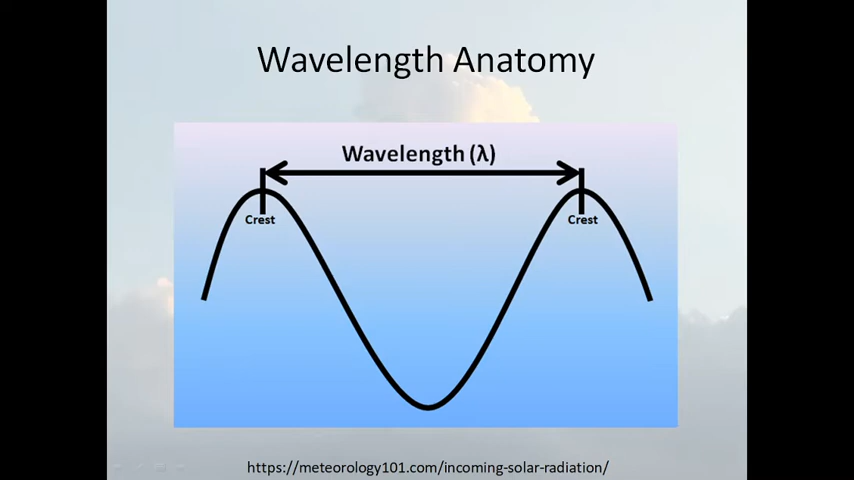 Wavelength Anatomy
Wavelength (λ)
Crest
Crest
https://meteorology101.com/incoming-solar-radiation/